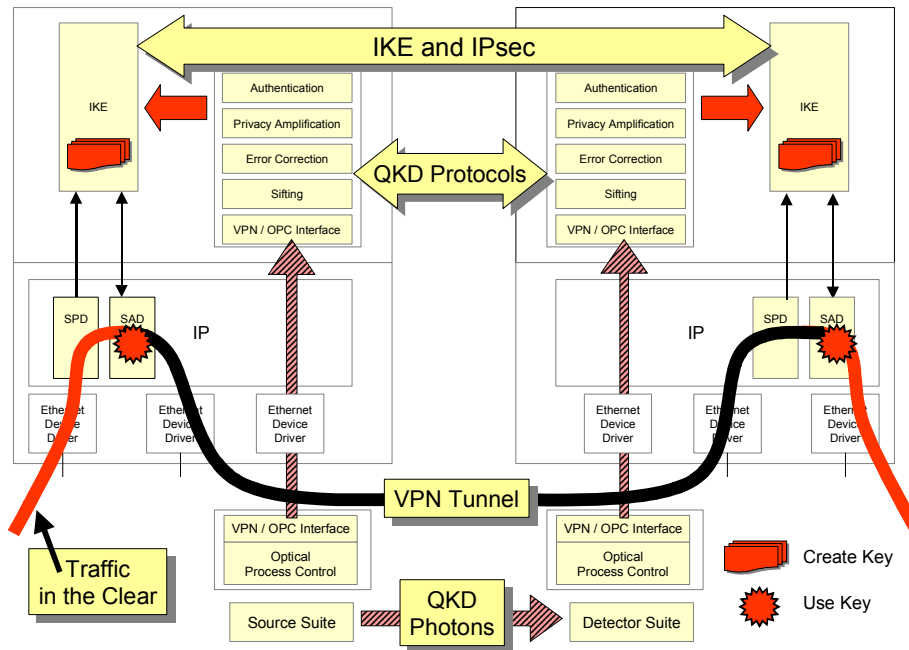 IKE and IPsec
IKE
Authentication
Privacy Amplification
Error Correction
Sifting
VPN / OPC Interface
QKD Protocols
Authentication
Privacy Amplification
Error Correction
Sifting
VPN / OPC Interface
IKE
SPD
SAD
IP
IP
SPD
SAD
Ethernet
Device
Driver
Ethernet
Device
Driver
Ethernet
Device
Driver
Ethernet
Device
Driver
Ethernet
Device
Driver
Ethernet
Device
Driver
VPN Tunnel
VPN / OPC Interface
Optical
Process Control
VPN / OPC Interface
Optical
Process Control
Traffic
in the Clear
Source Suite
QKD
Photons
Detector Suite
Create Key
Use Key